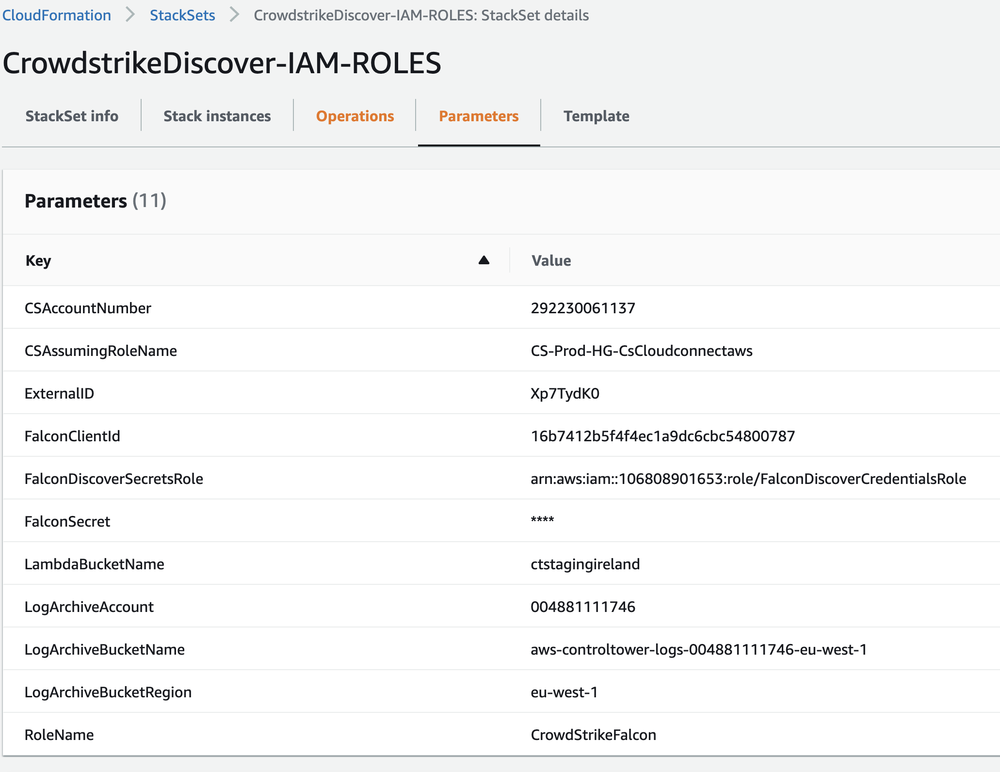 CloudFormation > StackSets > CrowdstrikeDiscover-IAM-ROLES: StackSet details
CrowdstrikeDiscover-IAM-ROLES
StackSet info Stack instances Operations Parameters Template
Parameters (11)
Key ▲ Value
CSAccountNumber 292230061137
CSAssumingRoleName CS-Prod-HG-CsCloudconnectaws
ExternalID Xp7TydK0
FalconClientId 16b7412b5f4f4ec1a9dc6cbc54800787
FalconDiscoverSecretsRole arn:aws:iam::106808901653:role/FalconDiscoverCredentialsRole
FalconSecret ****
LambdaBucketName ctstagingireland
LogArchiveAccount 004881111746
LogArchiveBucketName aws-controltower-logs-004881111746-eu-west-1
LogArchiveBucketRegion eu-west-1
RoleName CrowdStrikeFalcon